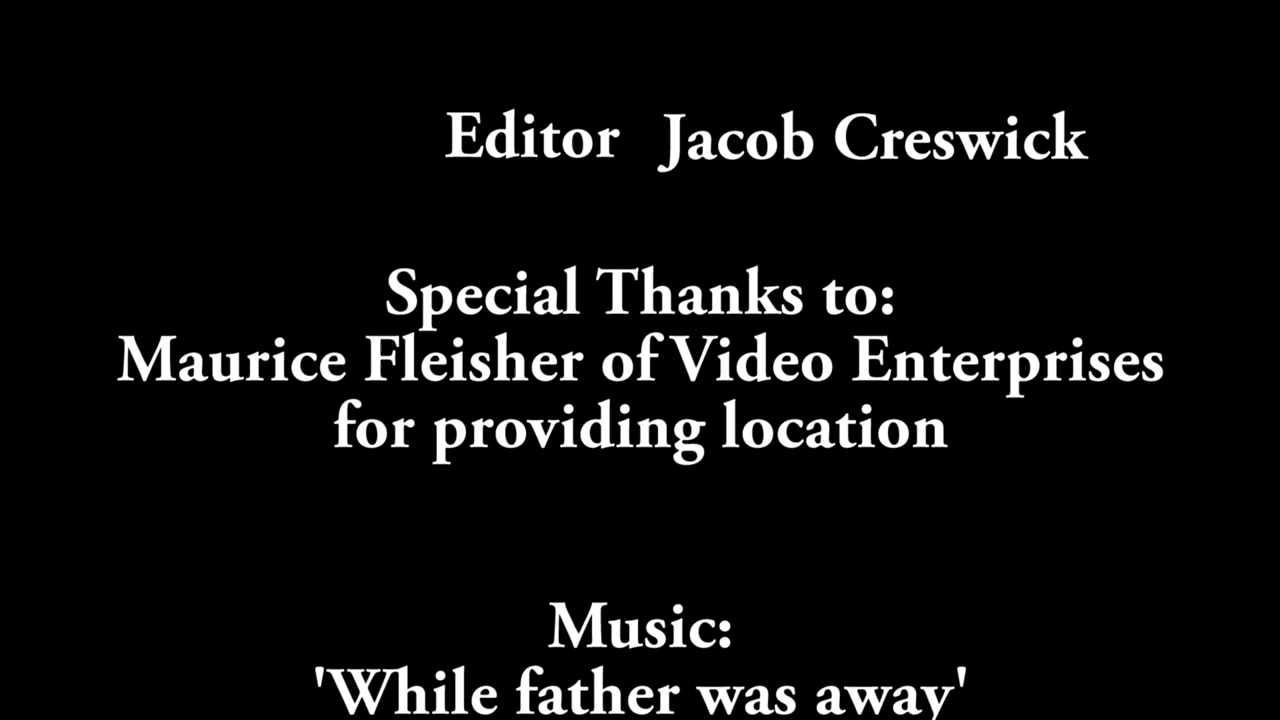 Editor Jacob Creswick
Special Thanks to:
Maurice Fleisher of Video Enterprises
for providing location
Music:
'While father was away'